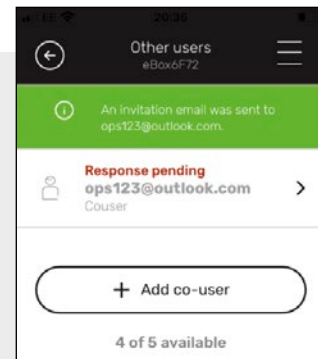 EE 20:36
Other users
eBox6F72
An invitation email was sent to
ops123@outlook.com.
Response pending
ops123@outlook.com
Couser
+ Add co-user
4 of 5 available